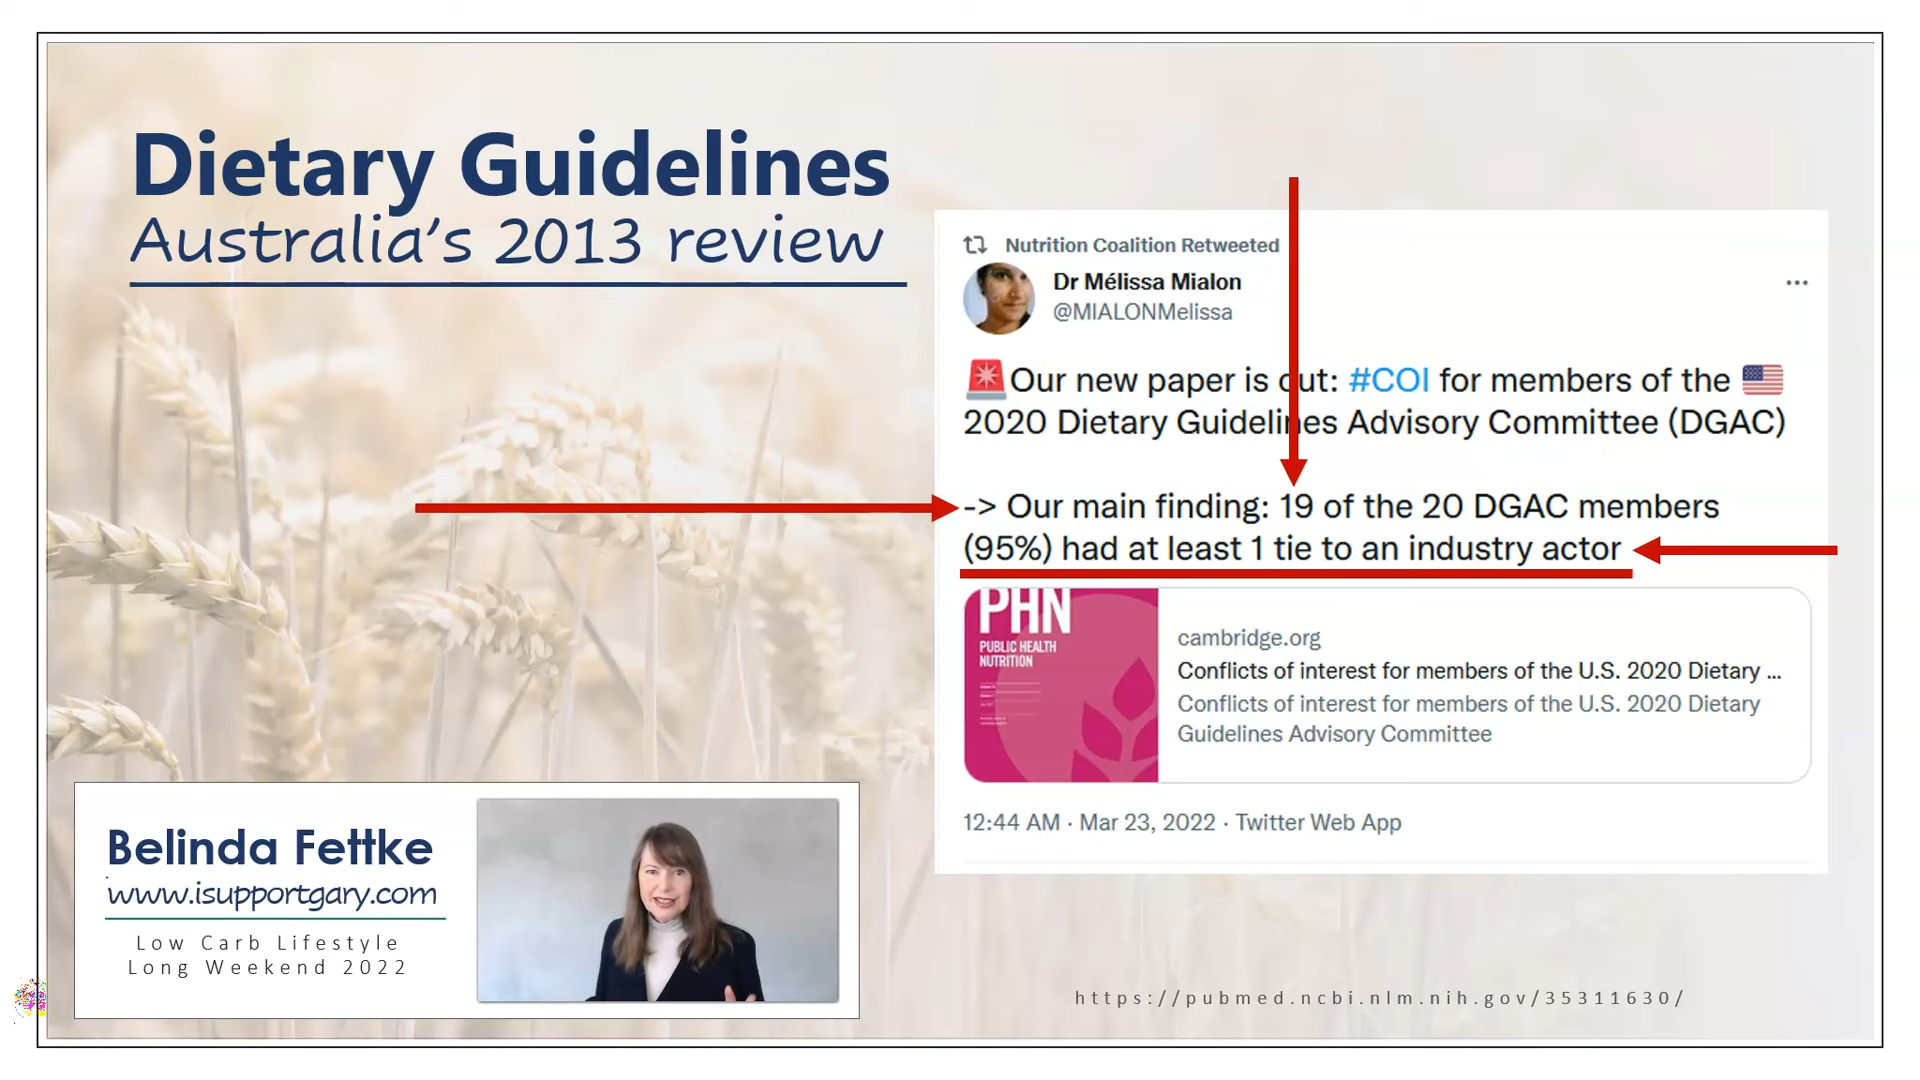 Dietary Guidelines
Australia's 2013 review
Nutrition Coalition Retweeted
Dr Mélissa Mialon
@MIALONMelissa
Our new paper is out: #COI for members of the
2020 Dietary Guidelines Advisory Committee (DGAC)
-> Our main finding: 19 of the 20 DGAC members
(95%) had at least 1 tie to an industry actor
PHN
PUBLIC HEALTH
NUTRITION
cambridge.org
Conflicts of interest for members of the U.S. 2020 Dietary ...
Conflicts of interest for members of the U.S. 2020 Dietary
Guidelines Advisory Committee
12:44 AM · Mar 23, 2022 · Twitter Web App
Belinda Fettke
www.isupportgary.com
Low Carb Lifestyle
Long Weekend 2022
https://pubmed.ncbi.nlm.nih.gov/35311630/